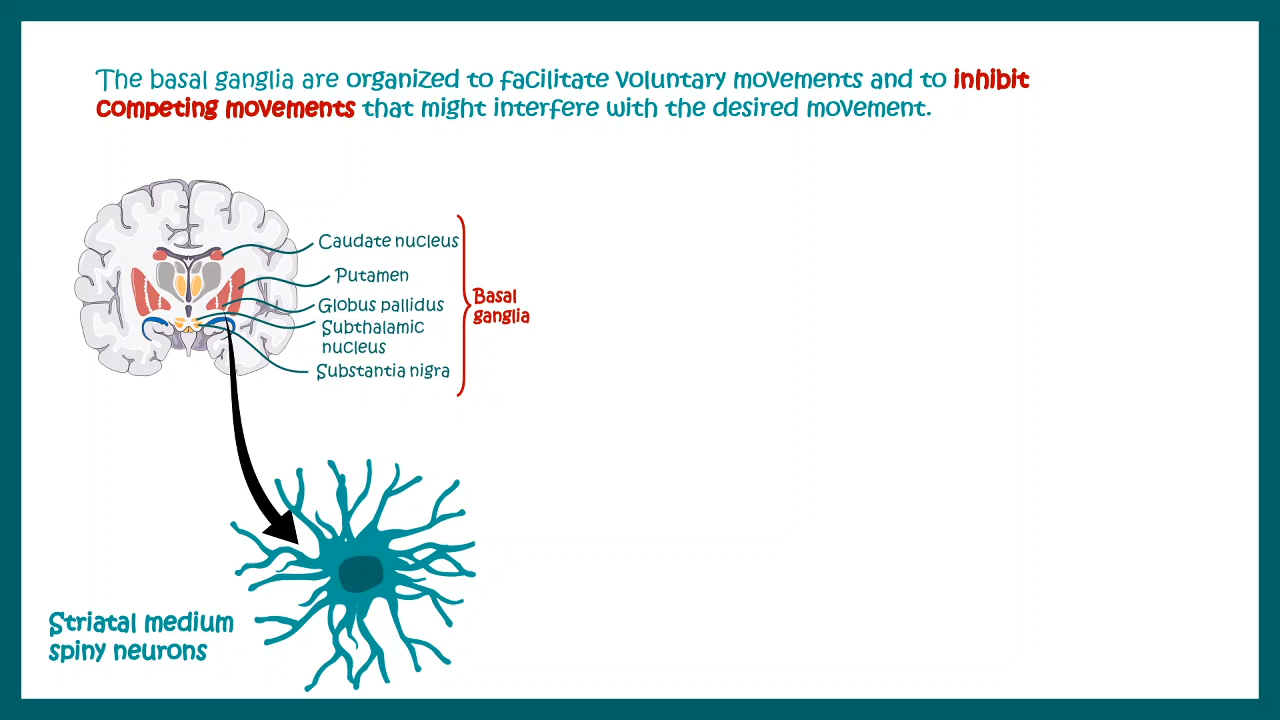 The basal ganglia are organized to facilitate voluntary movements and to inhibit
competing movements that might interfere with the desired movement.
Caudate nucleus
Putamen
Globus pallidus
Subthalamic
nucleus
Substantia nigra
Basal
ganglia
Striatal medium
spiny neurons